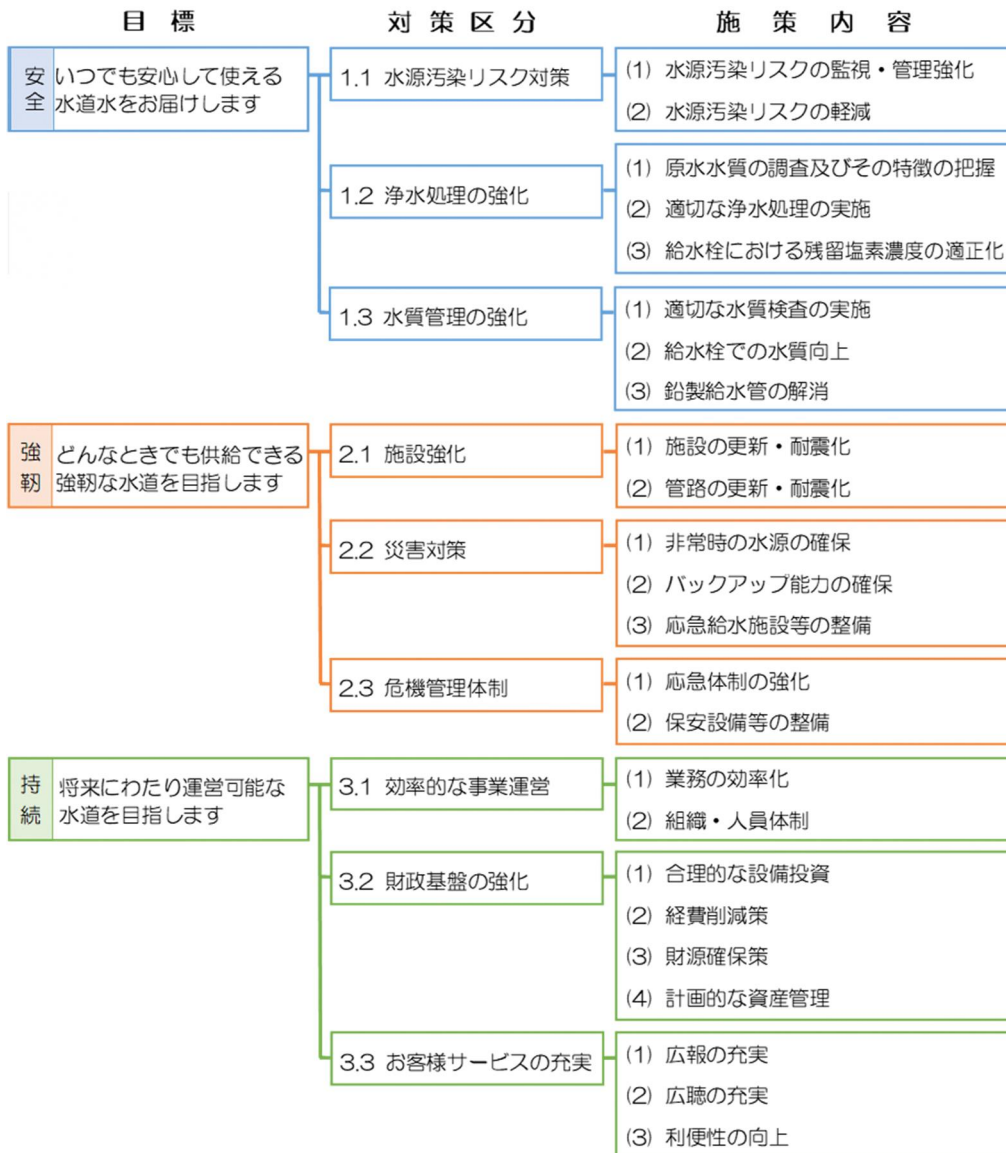 目標
対策区分
施策内容
安全
いつでも安心して使える
水道水をお届けします
1.1 水源汚染リスク対策
(1) 水源汚染リスクの監視・管理強化
(2) 水源汚染リスクの軽減
1.2 浄水処理の強化
(1) 原水水質の調査及びその特徴の把握
(2) 適切な浄水処理の実施
(3) 給水栓における残留塩素濃度の適正化
1.3 水質管理の強化
(1) 適切な水質検査の実施
(2) 給水栓での水質向上
(3) 鉛製給水管の解消
強靭
どんなときでも供給できる
強靭な水道を目指します
2.1 施設強化
(1) 施設の更新・耐震化
(2) 管路の更新・耐震化
2.2 災害対策
(1) 非常時の水源の確保
(2) バックアップ能力の確保
(3) 応急給水施設等の整備
2.3 危機管理体制
(1) 応急体制の強化
(2) 保安設備等の整備
持続
将来にわたり運営可能な
水道を目指します
3.1 効率的な事業運営
(1) 業務の効率化
(2) 組織・人員体制
3.2 財政基盤の強化
(1) 合理的な設備投資
(2) 経費削減策
(3) 財源確保策
(4) 計画的な資産管理
3.3 お客様サービスの充実
(1) 広報の充実
(2) 広聴の充実
(3) 利便性の向上